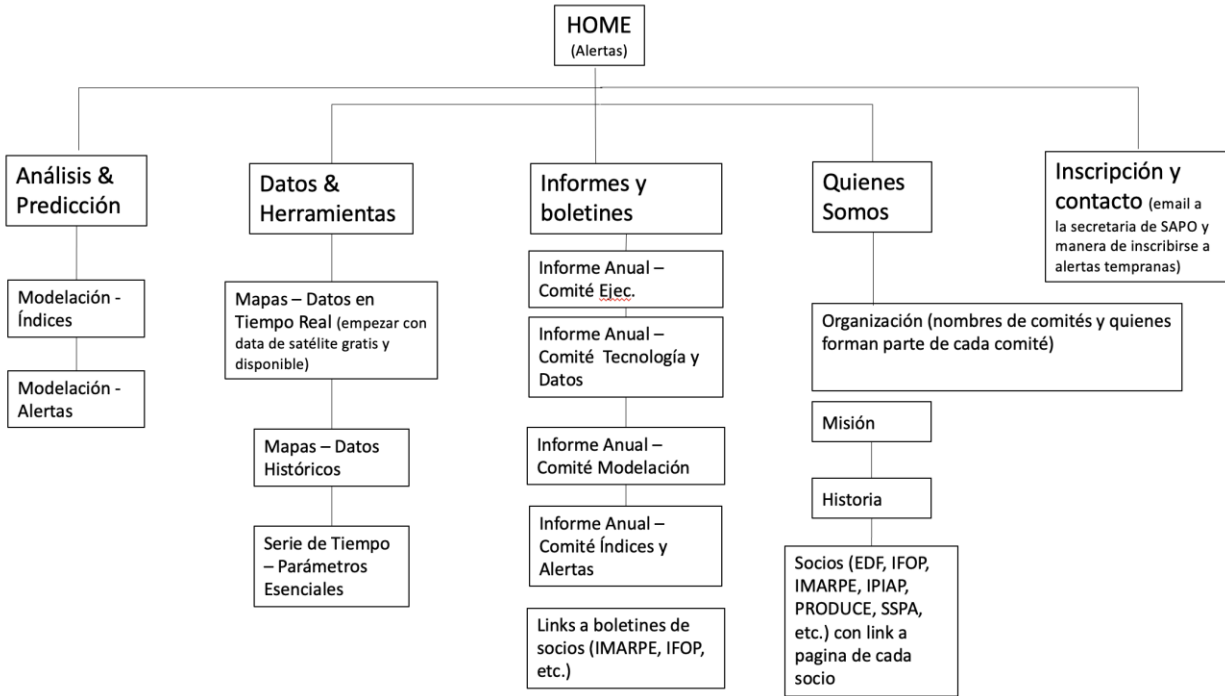 HOME
(Alertas)
Análisis &
Predicción
Modelación -
Índices
Modelación -
Alertas
Datos &
Herramientas
Mapas – Datos en
Tiempo Real (empezar con
data de satélite gratis y
disponible)
Mapas – Datos
Históricos
Serie de Tiempo
– Parámetros
Esenciales
Informes y
boletines
Informe Anual –
Comité Ejec.
Informe Anual –
Comité  Tecnología y
Datos
Informe Anual –
Comité Modelación
Informe Anual –
Comité Índices y
Alertas
Links a boletines de
socios (IMARPE, IFOP,
etc.)
Quienes
Somos
Organización (nombres de comités y quienes
forman parte de cada comité)
Misión
Historia
Socios (EDF, IFOP,
IMARPE, IPIAP,
PRODUCE, SSPA,
etc.) con link a
pagina de cada
socio
Inscripción y
contacto (email a
la secretaria de SAPO y
manera de inscribirse a
alertas tempranas)